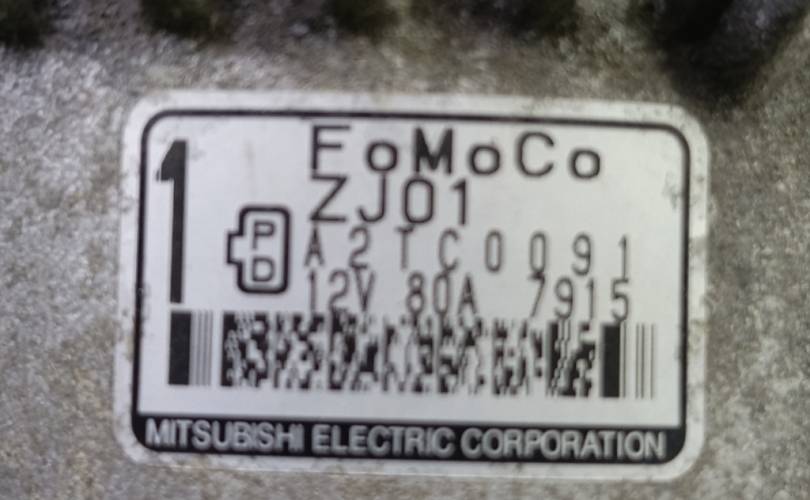 1
FoMoCo
ZJ01
PD
A2TC0091
12V 80A 7915
MITSUBISHI ELECTRIC CORPORATION